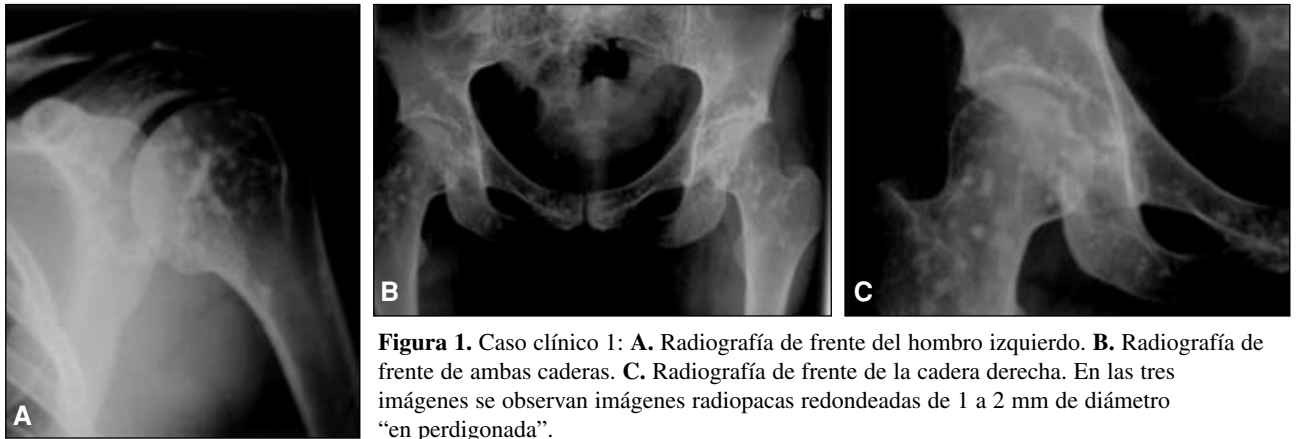 A
B
C
Figura 1. Caso clínico 1: A. Radiografía de frente del hombro izquierdo. B. Radiografía de
frente de ambas caderas. C. Radiografía de frente de la cadera derecha. En las tres
imágenes se observan imágenes radiopacas redondeadas de 1 a 2 mm de diámetro
“en perdigonada”.